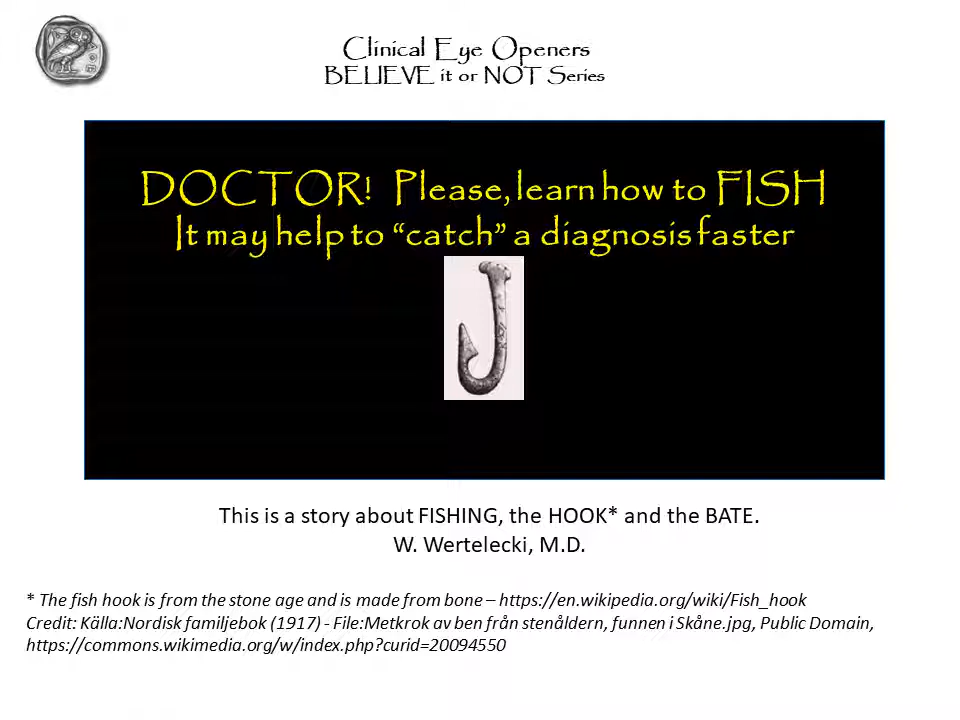 Clinical Eye Openers
BELIEVE it or NOT Series
DOCTOR! Please, learn how to FISH
It may help to “catch” a diagnosis faster
This is a story about FISHING, the HOOK* and the BATE.
W. Wertelecki, M.D.
* The fish hook is from the stone age and is made from bone – https://en.wikipedia.org/wiki/Fish_hook
Credit: Källa:Nordisk familjebok (1917) - File:Metkrok av ben från stenåldern, funnen i Skåne.jpg, Public Domain,
https://commons.wikimedia.org/w/index.php?curid=20094550